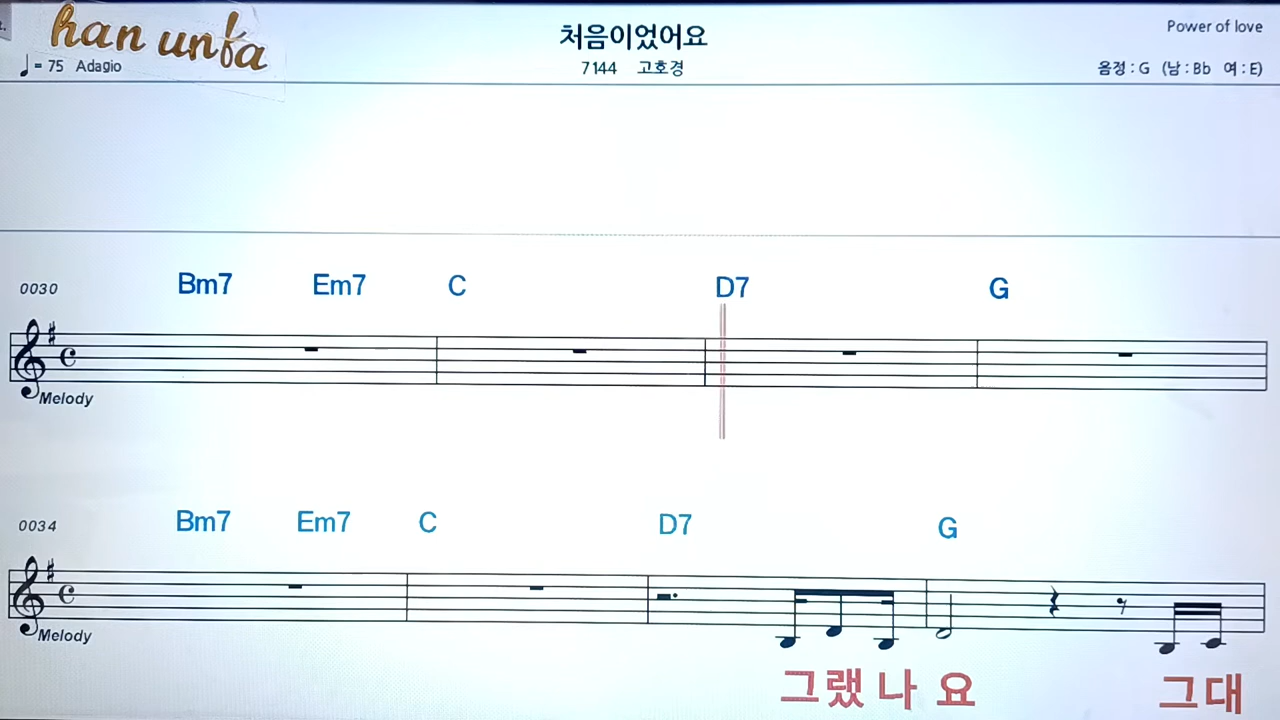 han unba
처음이었어요
Power of love
♩ = 75 Adagio
7144 고호경
음정 : G (남 : Bb 여 : E)
0030 Bm7 Em7 C D7 G
Melody
0034 Bm7 Em7 C D7 G
Melody
그랬나요 그대